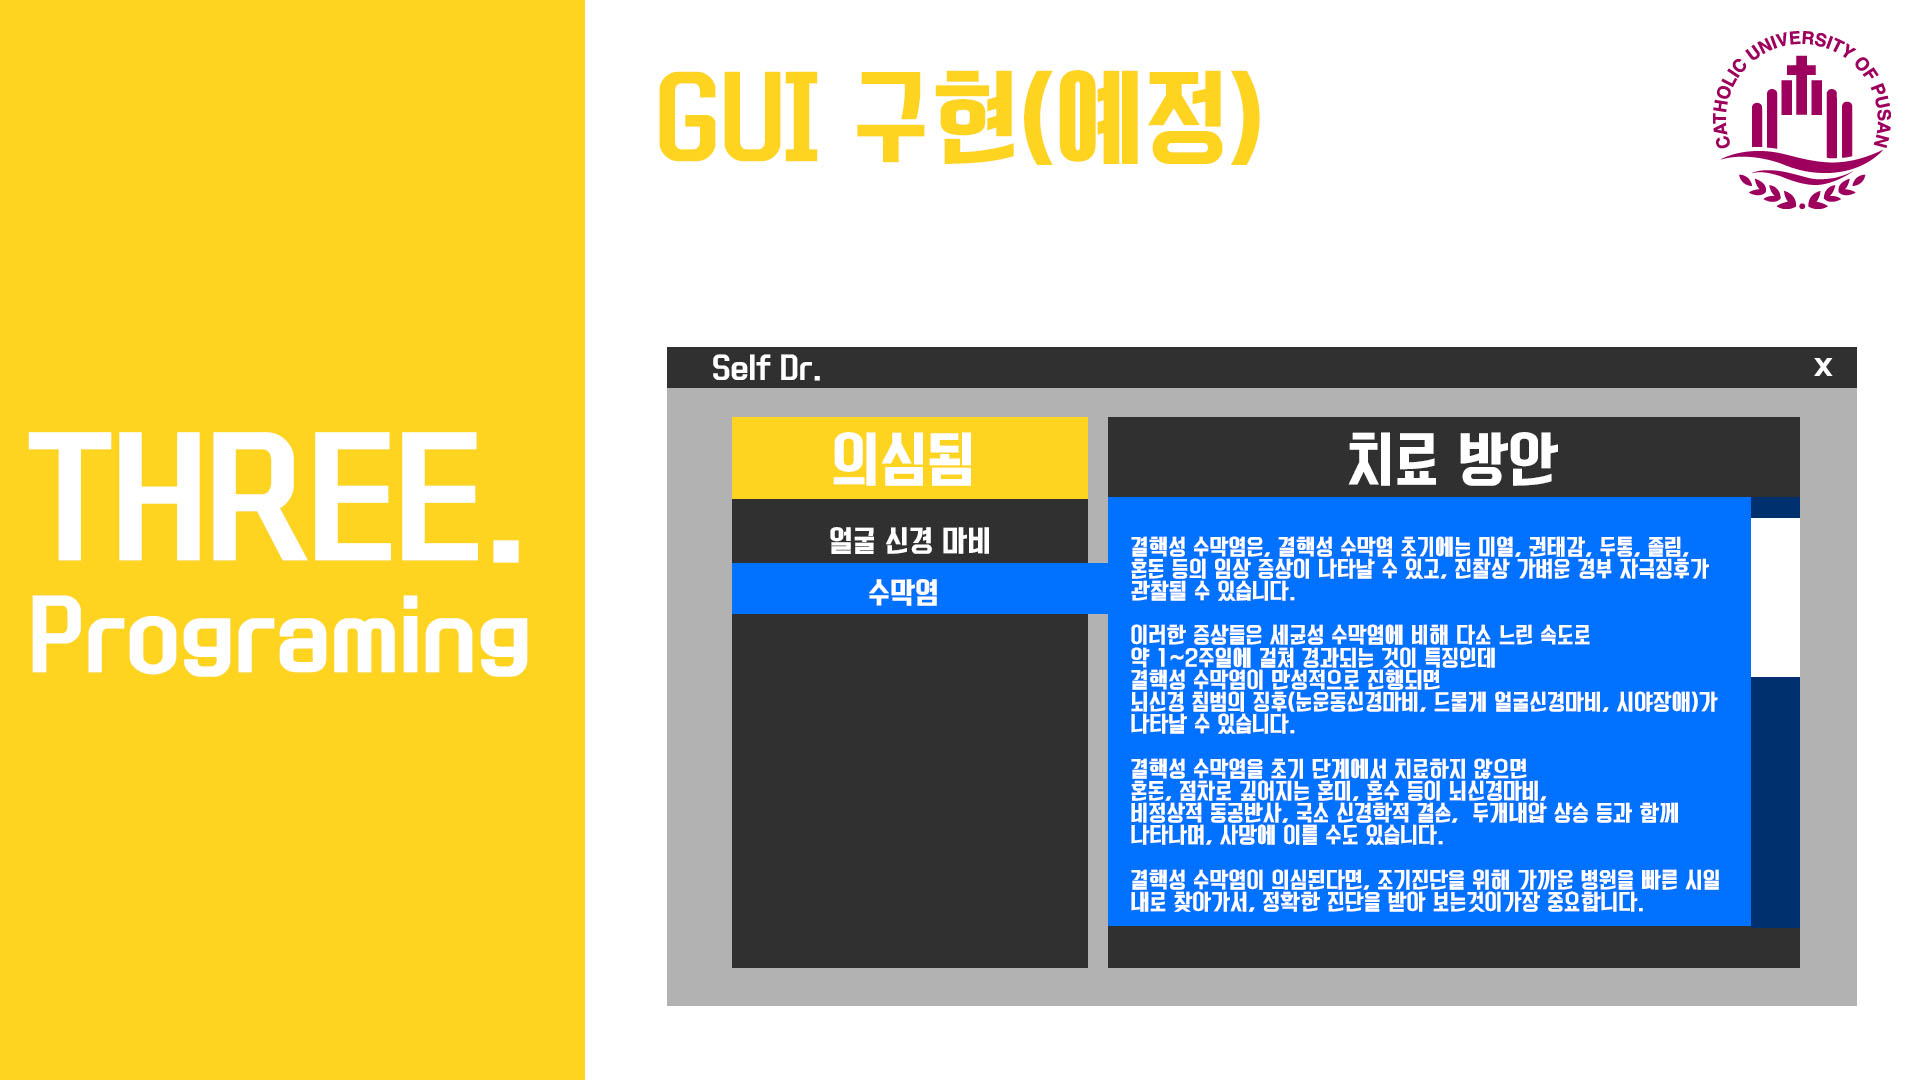 GUI 구현(예정)
CATHOLIC UNIVERSITY OF PUSAN
THREE.
Programing
Self Dr.
X
의심됨
얼굴 신경 마비
수막염
치료 방안
결핵성 수막염은, 결핵성 수막염 초기에는 미열, 권태감, 두통, 졸림,
혼돈 등의 임상 증상이 나타날 수 있고, 진찰상 가벼운 경부 자극징후가
관찰될 수 있습니다.
이러한 증상들은 세균성 수막염에 비해 다소 느린 속도로
약 1~2주일에 걸쳐 경과되는 것이 특징인데
결핵성 수막염이 만성적으로 진행되면
뇌신경 침범의 징후(눈운동신경마비, 드물게 얼굴신경마비, 시야장애)가
나타날 수 있습니다.
결핵성 수막염을 초기 단계에서 치료하지 않으면
혼돈, 점차로 깊어지는 혼미, 혼수 등이 뇌신경마비,
비정상적 동공반사, 국소 신경학적 결손, 두개내압 상승 등과 함께
나타나며, 사망에 이를 수도 있습니다.
결핵성 수막염이 의심된다면, 조기진단을 위해 가까운 병원을 빠른 시일
내로 찾아가서, 정확한 진단을 받아 보는것이가장 중요합니다.